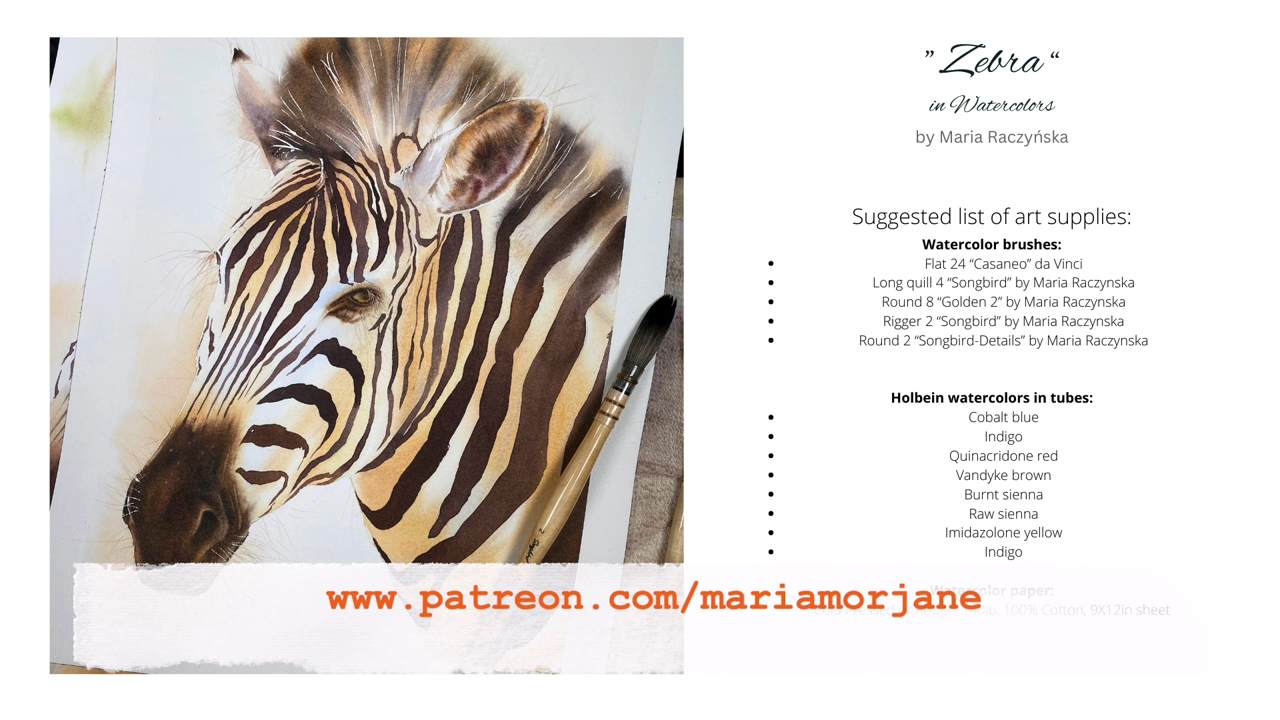 ” Zebra “
in Watercolors
by Maria Raczyńska
Suggested list of art supplies:
Watercolor brushes:
• Flat 24 “Casaneo” da Vinci
• Long quill 4 “Songbird” by Maria Raczynska
• Round 8 “Golden 2” by Maria Raczynska
• Rigger 2 “Songbird” by Maria Raczynska
• Round 2 “Songbird-Details” by Maria Raczynska
Holbein watercolors in tubes:
• Cobalt blue
• Indigo
• Quinacridone red
• Vandyke brown
• Burnt sienna
• Raw sienna
• Imidazolone yellow
• Indigo
Watercolor paper:
www.patreon.com/mariamorjane
100% Cotton, 9X12in sheet